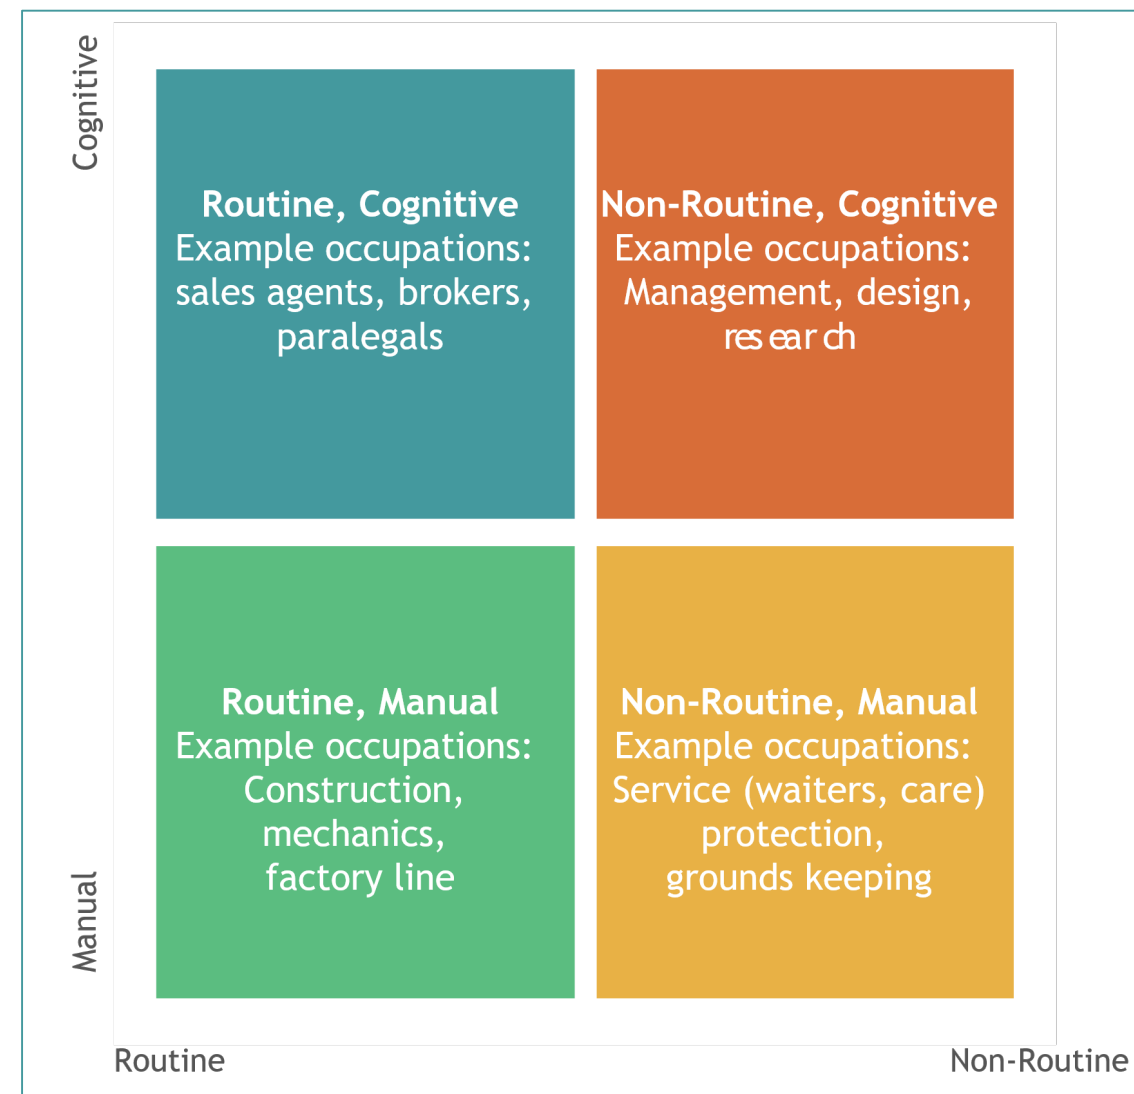 Cognitive
Routine, Cognitive
Example occupations:
sales agents, brokers,
paralegals
Non-Routine, Cognitive
Example occupations:
Management, design,
research
Routine, Manual
Example occupations:
Construction,
mechanics,
factory line
Non-Routine, Manual
Example occupations:
Service (waiters, care)
protection,
grounds keeping
Manual
Routine
Non-Routine